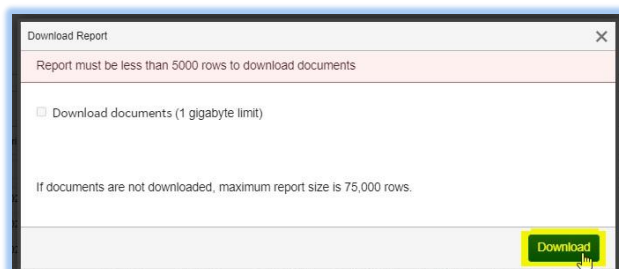 Download Report
Report must be less than 5000 rows to download documents
Download documents (1 gigabyte limit)
If documents are not downloaded, maximum report size is 75,000 rows.
Download